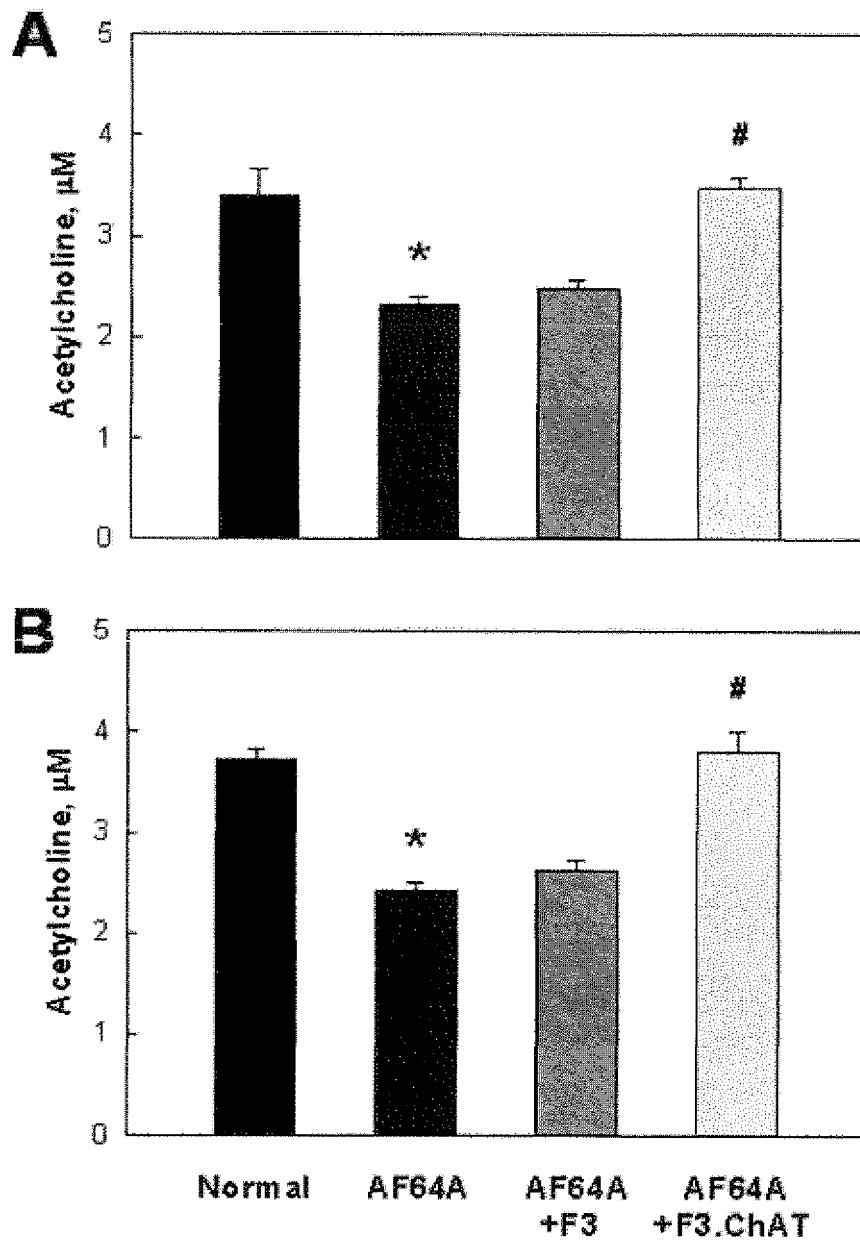 A
5
4
3
2
1
0
Acetylcholine, μM
*
#
B
5
4
3
2
1
0
Acetylcholine, μM
*
#
Normal
AF64A
AF64A
+F3
AF64A
+F3.ChAT